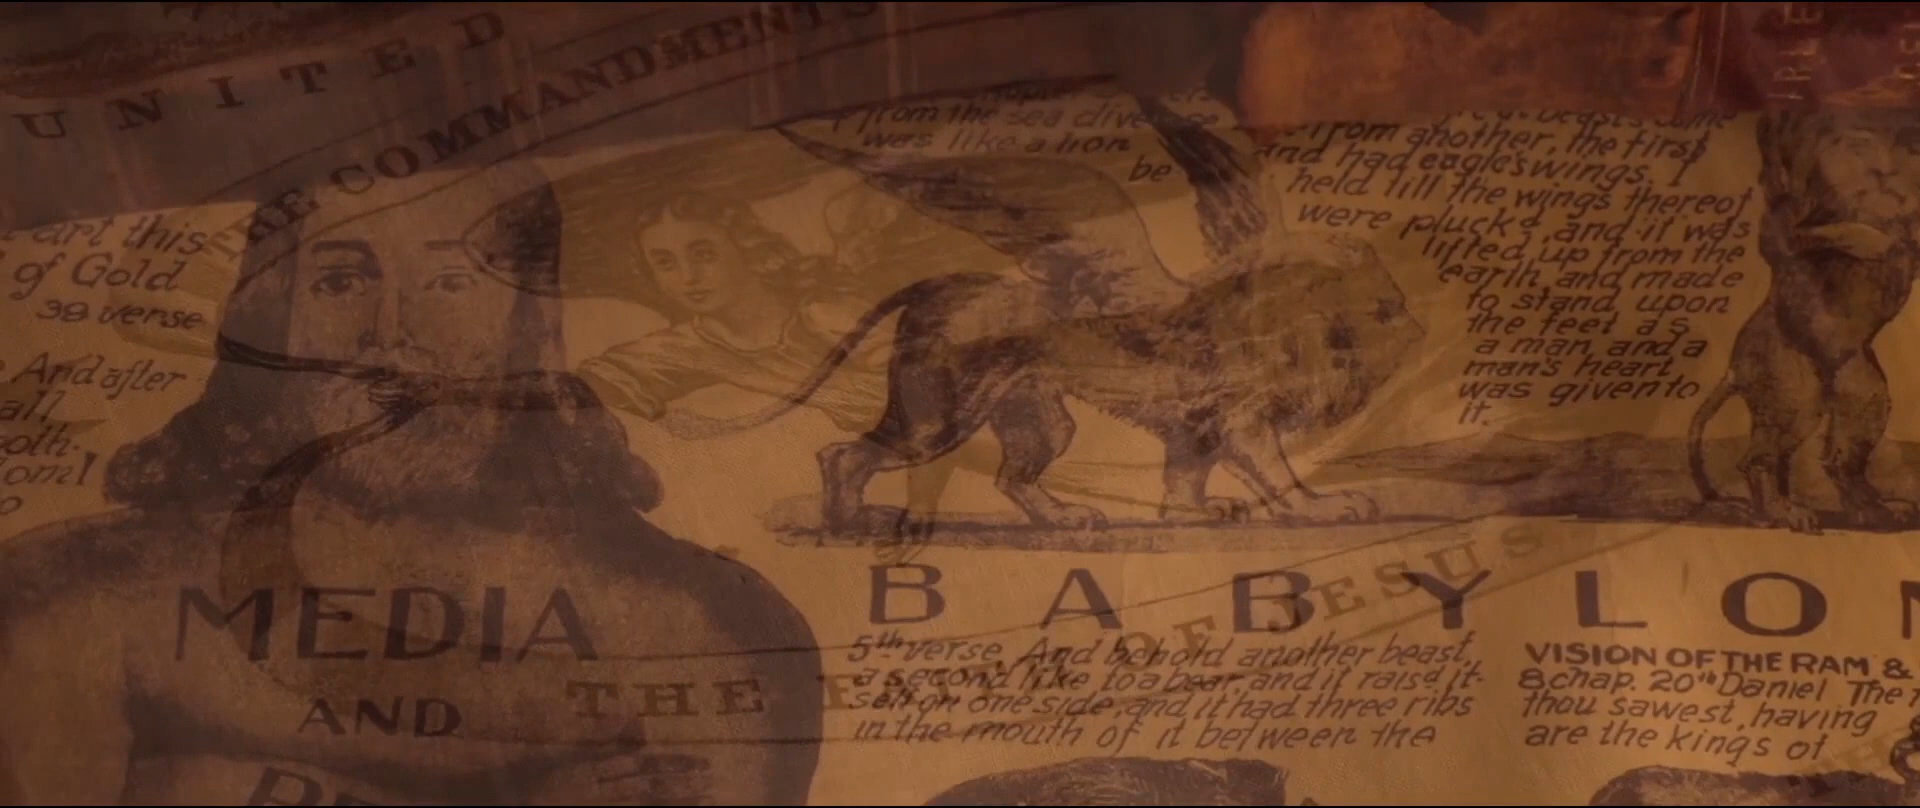 UNITED
THE COMMANDMENTS
art this
of Gold
38 verse
And after
all
from the sea dive
was like a lion
be
from another, the first
and had eagle's wings, I
held till the wings thereof
were pluckd, and it was
lifted up from the
earth, and made
to stand upon
the feet as
a man, and a
man's heart
was given to
it.
BABYLON
MEDIA
AND
THE
OF JESUS
5th verse. And behold another beast,
a second like to a bear, and it raisd it-
self on one side, and it had three ribs
in the mouth of it between the
VISION OF THE RAM &
8 chap. 20th Daniel The
thou sawest, having
are the kings of